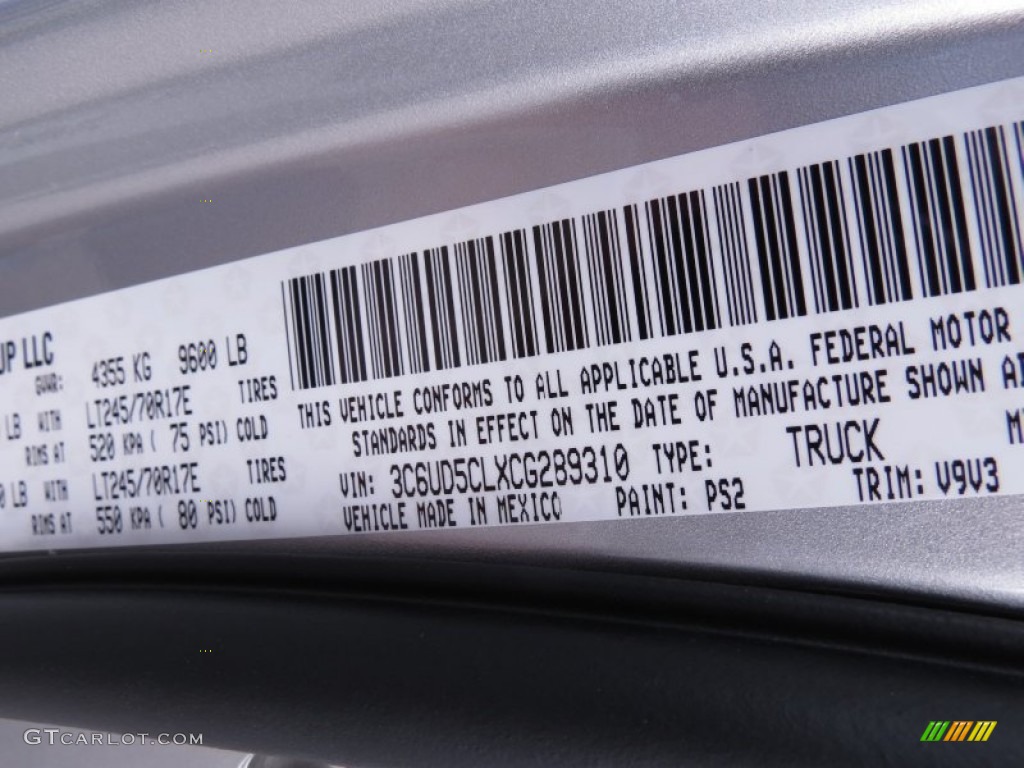 UP LLC
GVWR: 4355 KG 9600 LB
LB WITH LT245/70R17E TIRES
RIMS AT 520 KPA ( 75 PSI) COLD
LB WITH LT245/70R17E TIRES
RIMS AT 550 KPA ( 80 PSI) COLD
THIS VEHICLE CONFORMS TO ALL APPLICABLE U.S.A. FEDERAL MOTOR
STANDARDS IN EFFECT ON THE DATE OF MANUFACTURE SHOWN
VIN: 3C6UD5CLXCG289310 TYPE: TRUCK
VEHICLE MADE IN MEXICO PAINT: PS2 TRIM: V9V3
GTCARLOT.COM